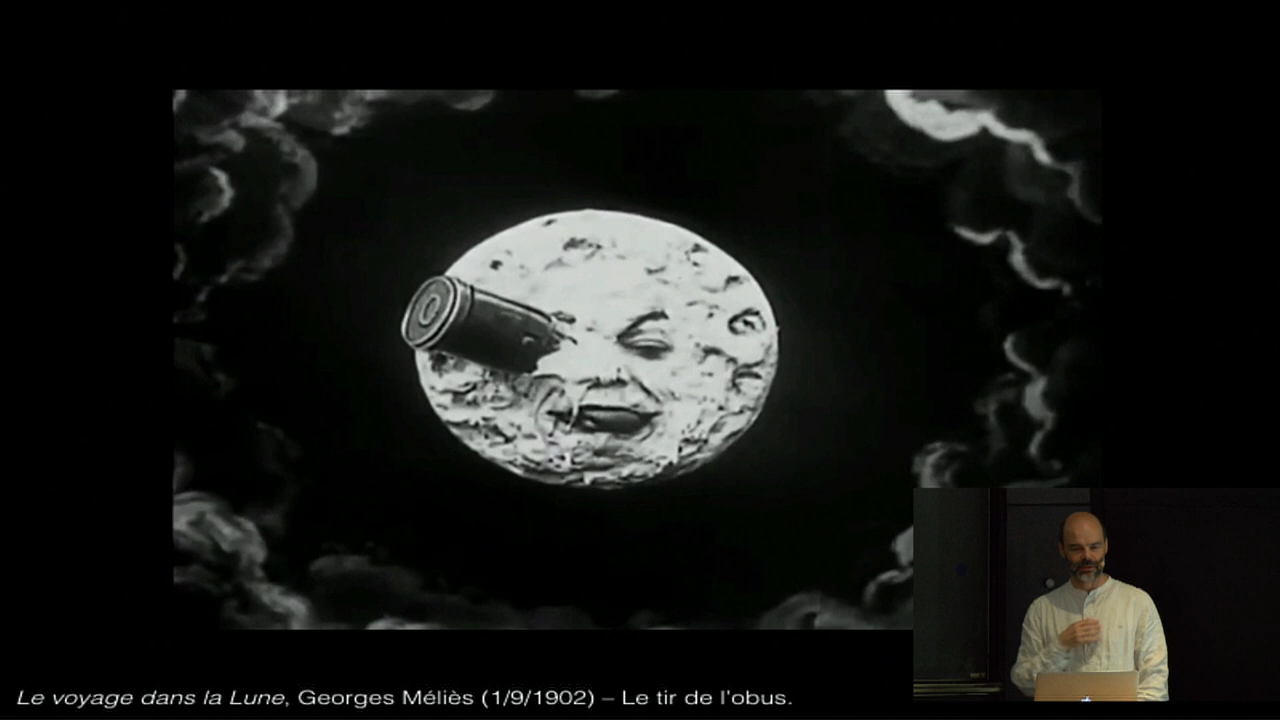 Le voyage dans la Lune, Georges Méliès (1/9/1902) – Le tir de l'obus.